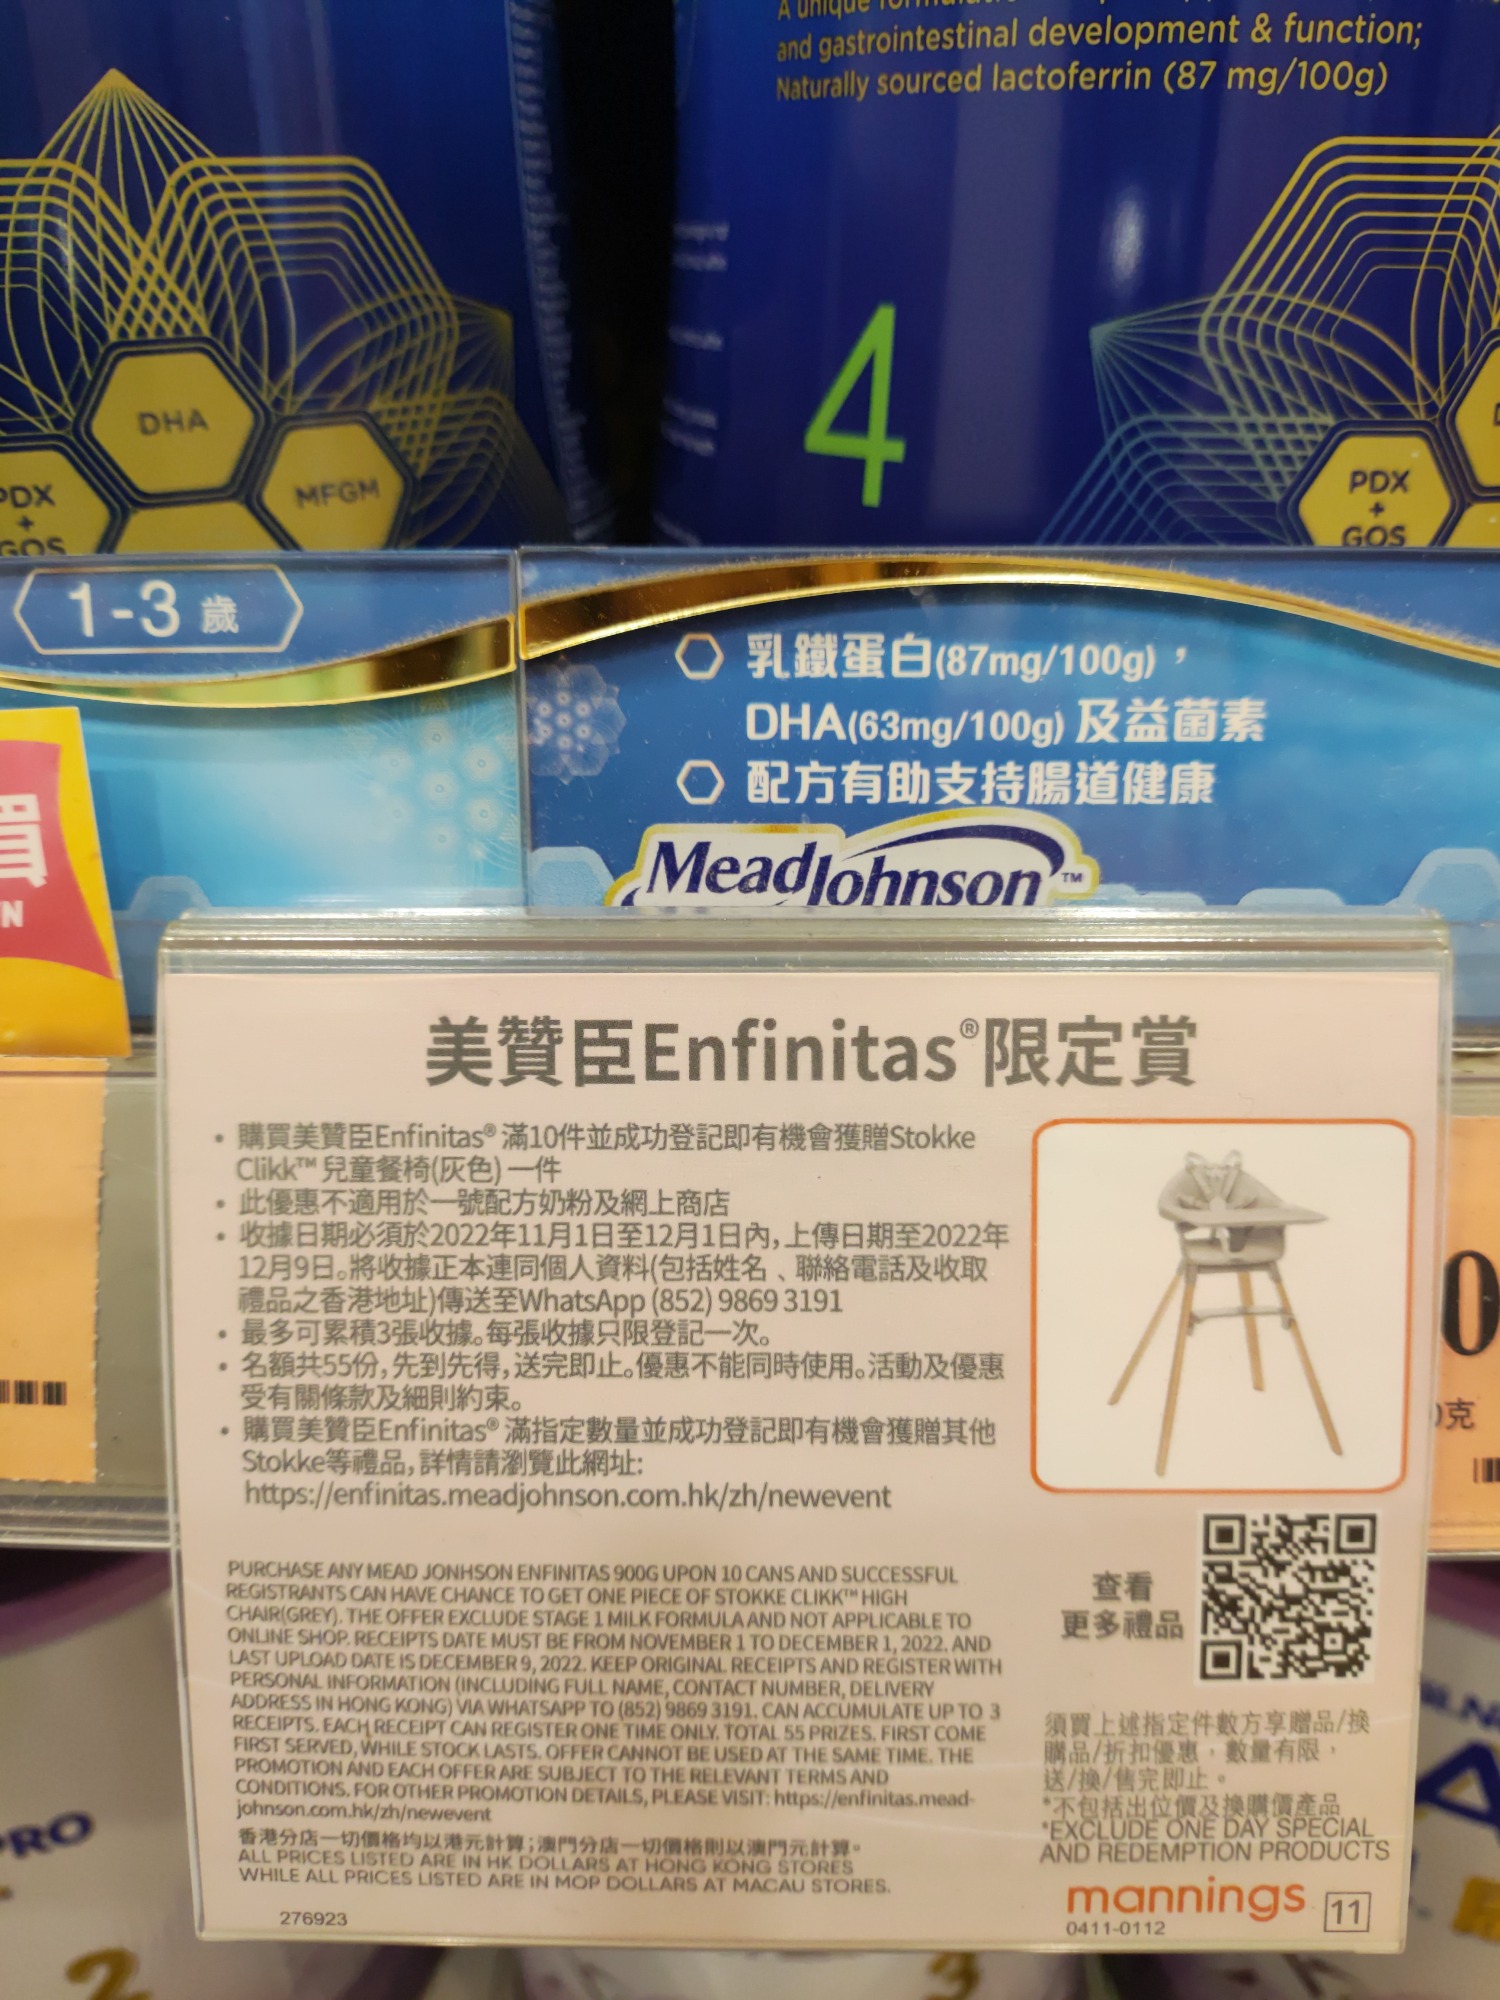 and gastrointestinal development & function;
Naturally sourced lactoferrin (87 mg/100g)
4
DHA
MFGM
PDX
+
GOS
PDX
+
GOS
1-3 歲
乳鐵蛋白(87mg/100g)，
DHA(63mg/100g) 及益菌素
配方有助支持腸道健康
MeadJohnson™
買
美贊臣Enfinitas®限定賞
• 購買美贊臣Enfinitas® 滿10件並成功登記即有機會獲贈Stokke
Clikk™ 兒童餐椅(灰色) 一件
• 此優惠不適用於一號配方奶粉及網上商店
• 收據日期必須於2022年11月1日至12月1日內，上傳日期至2022年
12月9日。將收據正本連同個人資料(包括姓名、聯絡電話及收取
禮品之香港地址)傳送至WhatsApp (852) 9869 3191
• 最多可累積3張收據。每張收據只限登記一次。
• 名額共55份，先到先得，送完即止。優惠不能同時使用。活動及優惠
受有關條款及細則約束。
• 購買美贊臣Enfinitas® 滿指定數量並成功登記即有機會獲贈其他
Stokke等禮品，詳情請瀏覽此網址:
https://enfinitas.meadjohnson.com.hk/zh/newevent
PURCHASE ANY MEAD JONHSON ENFINITAS 900G UPON 10 CANS AND SUCCESSFUL
REGISTRANTS CAN HAVE CHANCE TO GET ONE PIECE OF STOKKE CLIKK™ HIGH
CHAIR(GREY). THE OFFER EXCLUDE STAGE 1 MILK FORMULA AND NOT APPLICABLE TO
ONLINE SHOP. RECEIPTS DATE MUST BE FROM NOVEMBER 1 TO DECEMBER 1, 2022. AND
LAST UPLOAD DATE IS DECEMBER 9, 2022. KEEP ORIGINAL RECEIPTS AND REGISTER WITH
PERSONAL INFORMATION (INCLUDING FULL NAME, CONTACT NUMBER, DELIVERY
ADDRESS IN HONG KONG) VIA WHATSAPP TO (852) 9869 3191. CAN ACCUMULATE UP TO 3
RECEIPTS. EACH RECEIPT CAN REGISTER ONE TIME ONLY. TOTAL 55 PRIZES. FIRST COME
FIRST SERVED, WHILE STOCK LASTS. OFFER CANNOT BE USED AT THE SAME TIME. THE
PROMOTION AND EACH OFFER ARE SUBJECT TO THE RELEVANT TERMS AND
CONDITIONS. FOR OTHER PROMOTION DETAILS, PLEASE VISIT: https://enfinitas.mead-
johnson.com.hk/zh/newevent
香港分店一切價格均以港元計算；澳門分店一切價格則以澳門元計算。
ALL PRICES LISTED ARE IN HK DOLLARS AT HONG KONG STORES
WHILE ALL PRICES LISTED ARE IN MOP DOLLARS AT MACAU STORES.
276923
查看
更多禮品
須買上述指定件數方享贈品/換
購品/折扣優惠，數量有限，
送/換/售完即止。
*不包括出位價及換購價產品
*EXCLUDE ONE DAY SPECIAL
AND REDEMPTION PRODUCTS
mannings
11
0411-0112
0
克
PRO
2
3